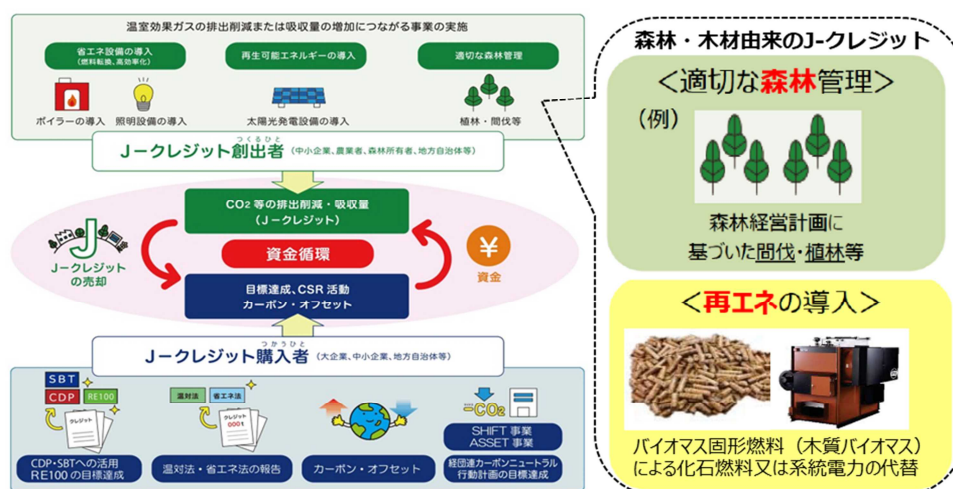 温室効果ガスの排出削減または吸収量の増加につながる事業の実施
省エネ設備の導入
(燃料転換、高効率化)
再生可能エネルギーの導入
適切な森林管理
ボイラーの導入
照明設備の導入
太陽光発電設備の導入
植林・間伐等
つくるひと
J－クレジット創出者(中小企業、農業者、森林所有者、地方自治体等)
CO2 等の排出削減・吸収量
(J－クレジット)
J
J－クレジット
の売却
資金循環
¥
資金
目標達成、CSR 活動
カーボン・オフセット
つかうひと
J－クレジット購入者(大企業、中小企業、地方自治体等)
SBT
CDP
RE100
クレジット
CDP・SBTへの活用
RE100 の目標達成
温対法
省エネ法
クレジット
0001
温対法・省エネ法の報告
カーボン・オフセット
-CO2
SHIFT 事業
ASSET 事業
経団連カーボンニュートラル
行動計画の目標達成
森林・木材由来のJ-クレジット
＜適切な森林管理＞
（例）
森林経営計画に
基づいた間伐・植林等
＜再エネの導入＞
バイオマス固形燃料（木質バイオマス）
による化石燃料又は系統電力の代替